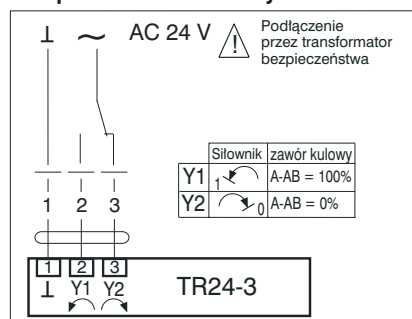 ⊥ ~ AC 24 V
Podłączenie
przez transformator
bezpieczeństwa
Siłownik zawór kulowy
Y1 1 A-AB = 100%
Y2 0 A-AB = 0%
1 2 3
1 2 3
⊥ Y1 Y2
TR24-3